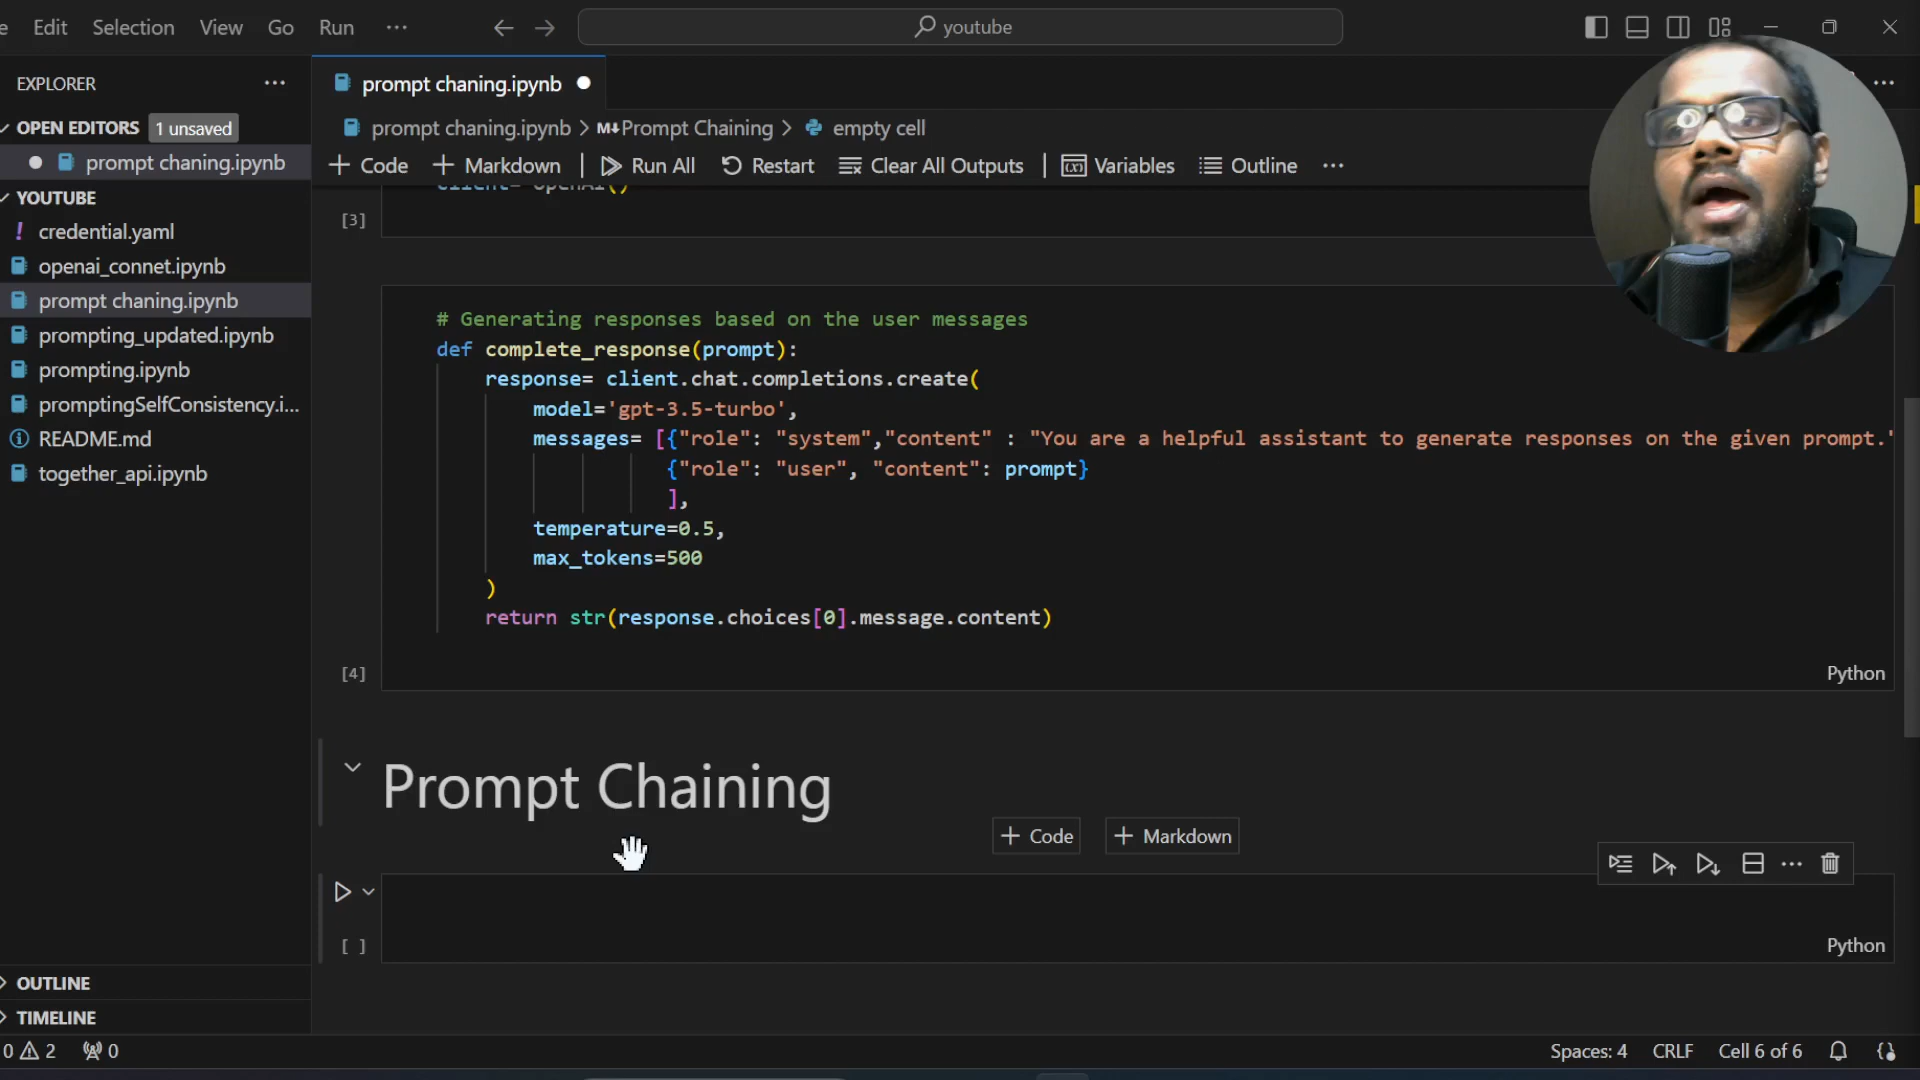 Edit Selection View Go Run ···
youtube
EXPLORER ···
OPEN EDITORS 1 unsaved
prompt chaning.ipynb
YOUTUBE
! credential.yaml
openai_connet.ipynb
prompt chaning.ipynb
prompting_updated.ipynb
prompting.ipynb
promptingSelfConsistency.i...
README.md
together_api.ipynb
OUTLINE
TIMELINE
prompt chaning.ipynb
prompt chaning.ipynb > M↓Prompt Chaining > empty cell
+ Code + Markdown | Run All Restart Clear All Outputs | Variables Outline ···
client= OpenAI()
[3]
# Generating responses based on the user messages
def complete_response(prompt):
response= client.chat.completions.create(
model='gpt-3.5-turbo',
messages= [{"role": "system","content" : "You are a helpful assistant to generate responses on the given prompt."
{"role": "user", "content": prompt}
],
temperature=0.5,
max_tokens=500
)
return str(response.choices[0].message.content)
[4]
Python
Prompt Chaining
+ Code + Markdown
[ ]
Python
0 2 0
Spaces: 4 CRLF Cell 6 of 6